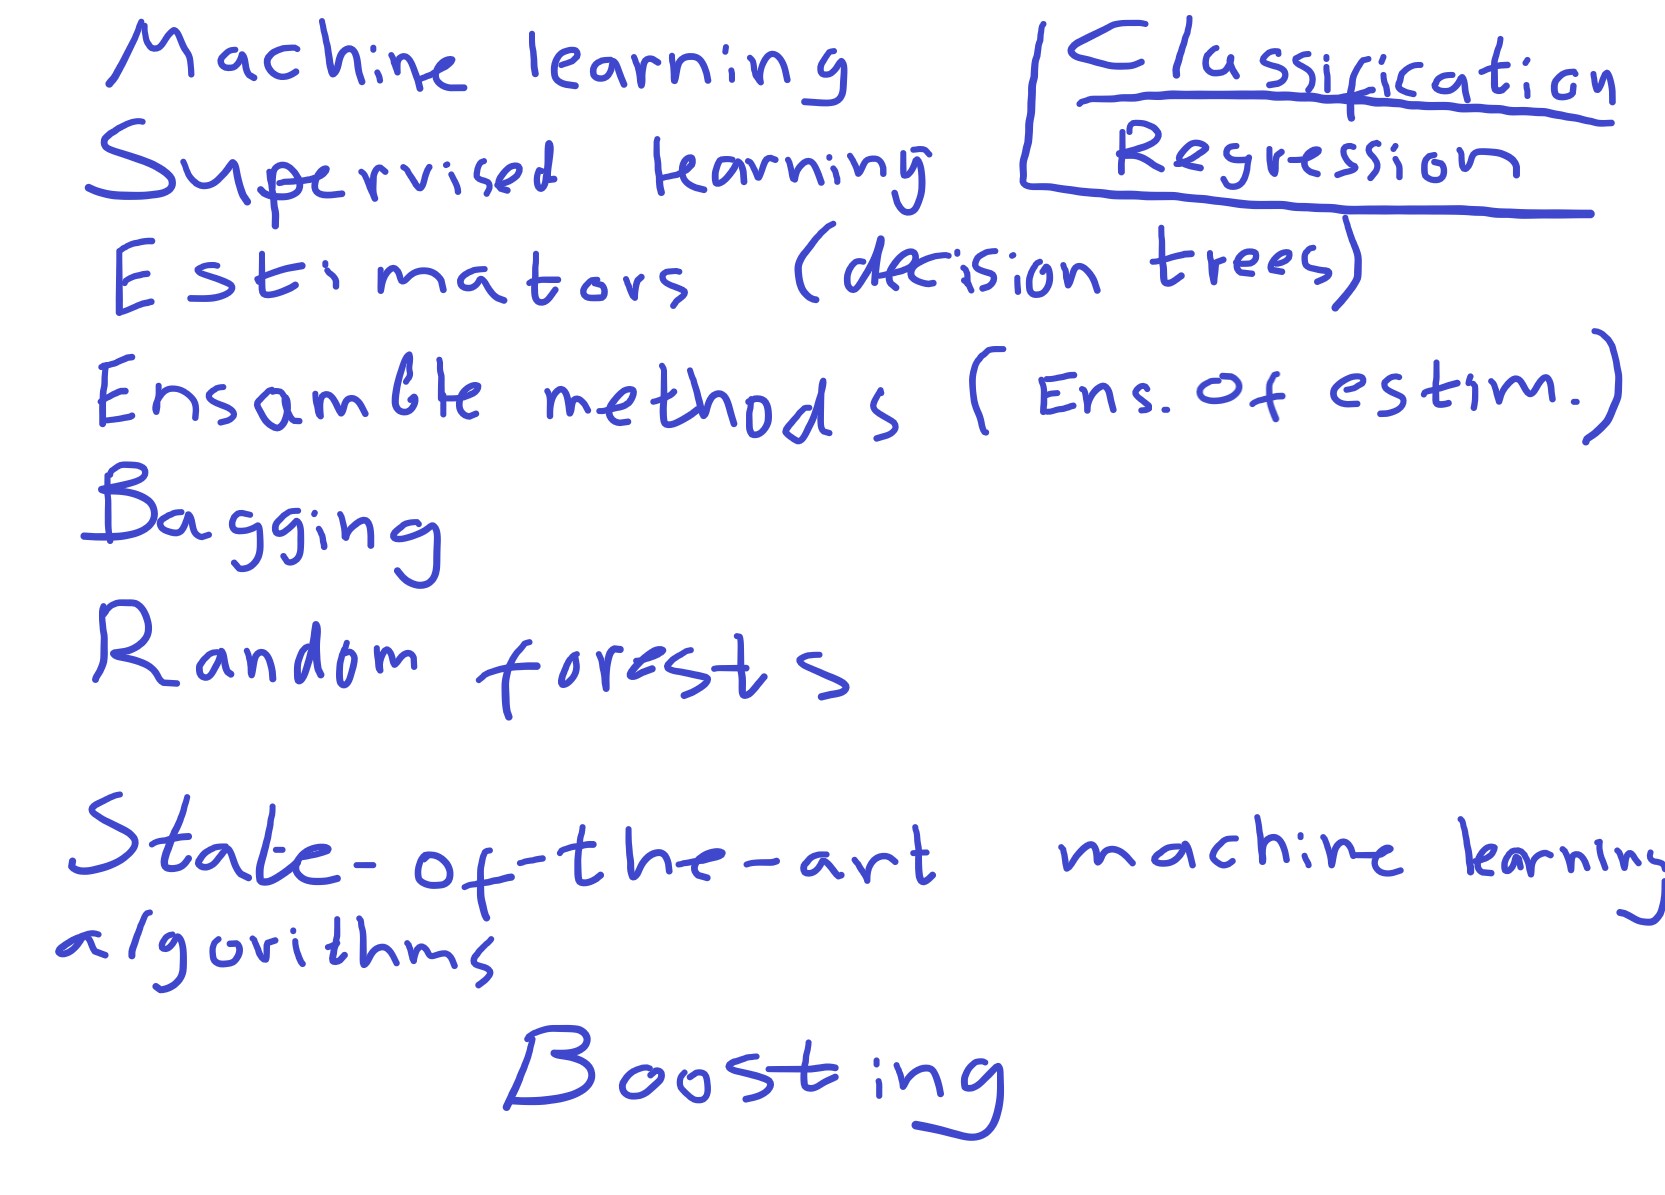 Machine learning
Classification
Supervised learning
Regression
Estimators (decision trees)
Ensamble methods (Ens. of estim.)
Bagging
Random forests
State-of-the-art machine learning
algorithms
Boosting